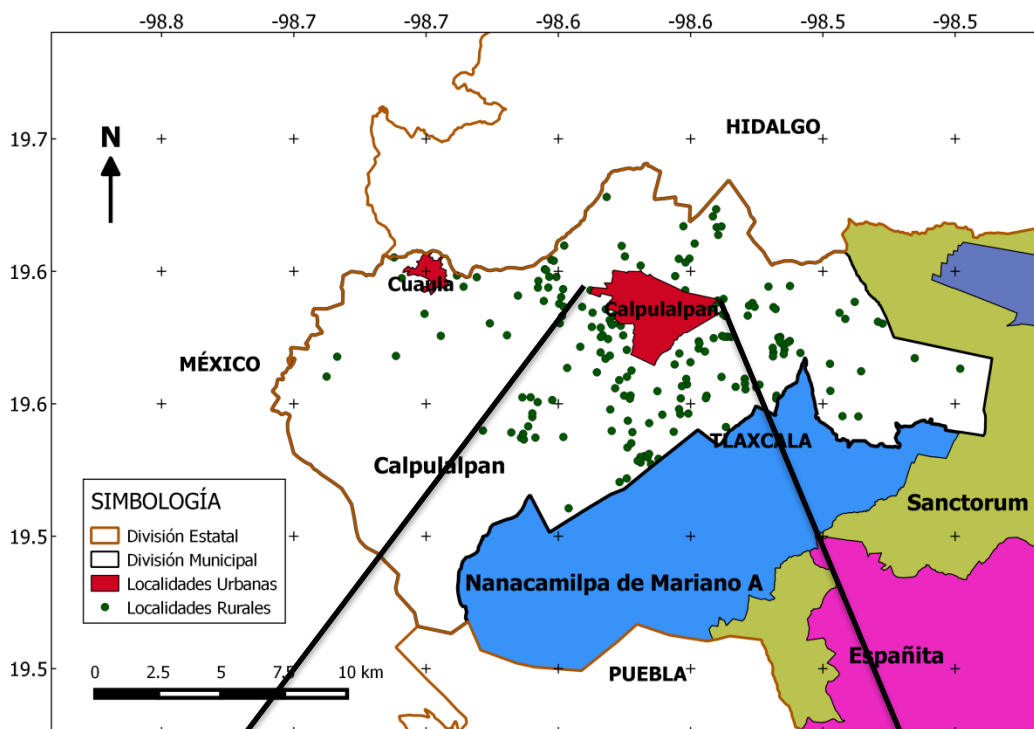 -98.8 -98.7 -98.7 -98.6 -98.6 -98.5 -98.5
19.7
19.6
19.6
19.5
19.5
N
HIDALGO
Cuaula
Calpulalpan
MÉXICO
TLAXCALA
Calpulalpan
Sanctorum
Nanacamilpa de Mariano A
Españita
PUEBLA
SIMBOLOGÍA
División Estatal
División Municipal
Localidades Urbanas
Localidades Rurales
0 2.5 5 7.5 10 km